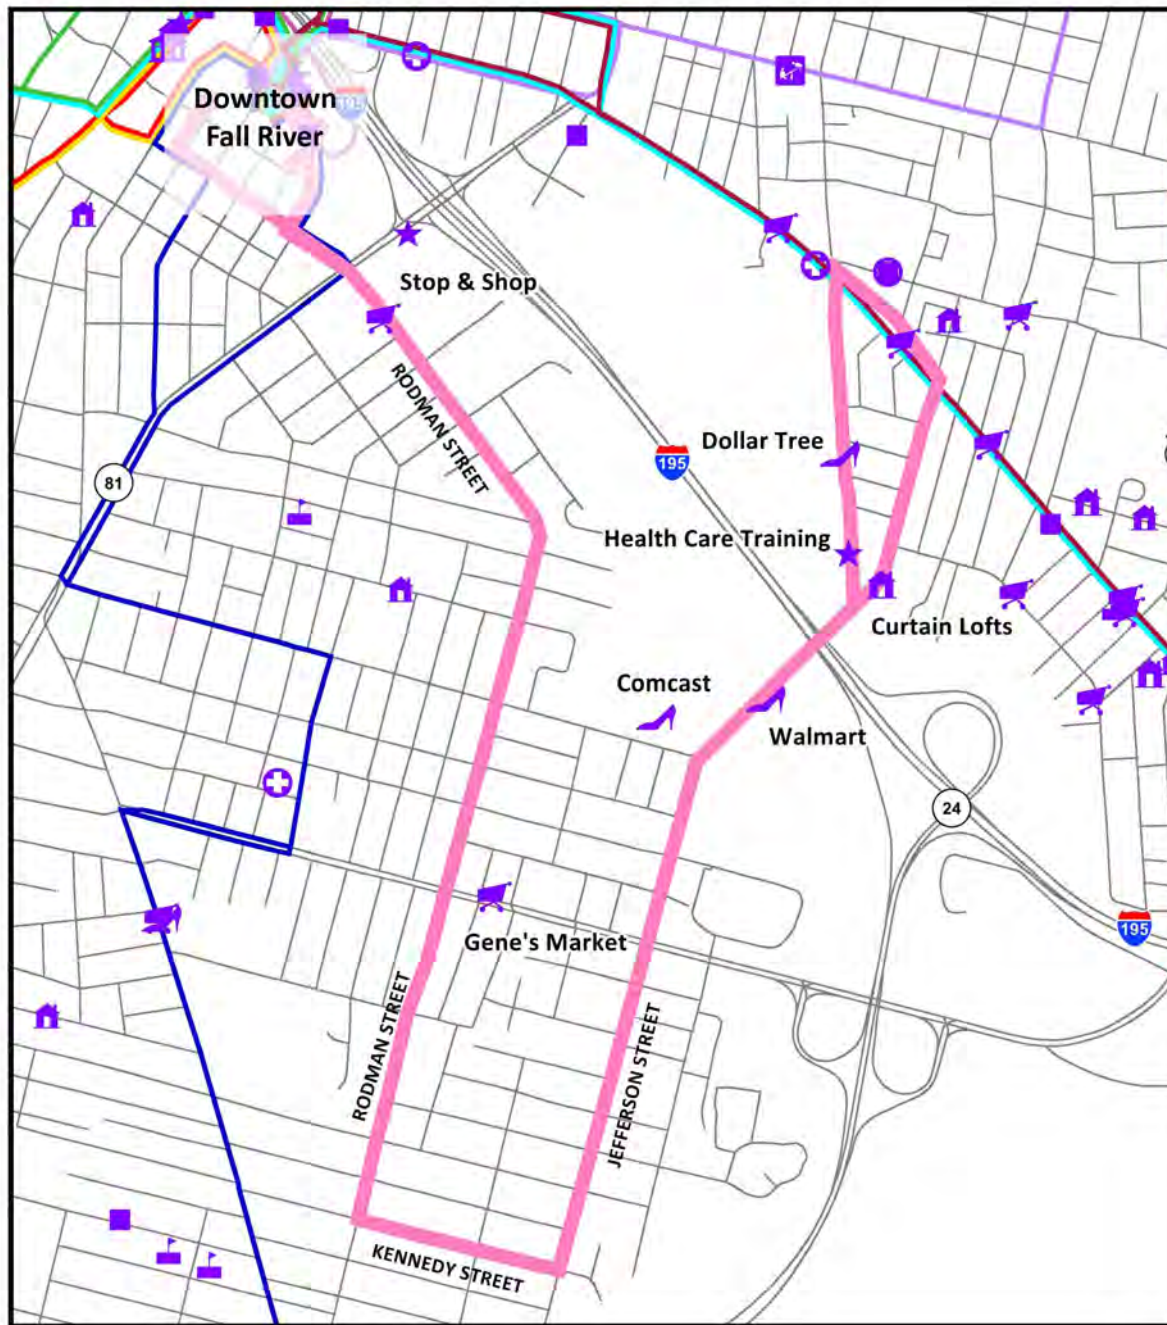 Downtown
Fall River
195
Stop & Shop
RODMAN STREET
Dollar Tree
195
81
Health Care Training
Curtain Lofts
Comcast
Walmart
24
195
Gene's Market
RODMAN STREET
JEFFERSON STREET
KENNEDY STREET